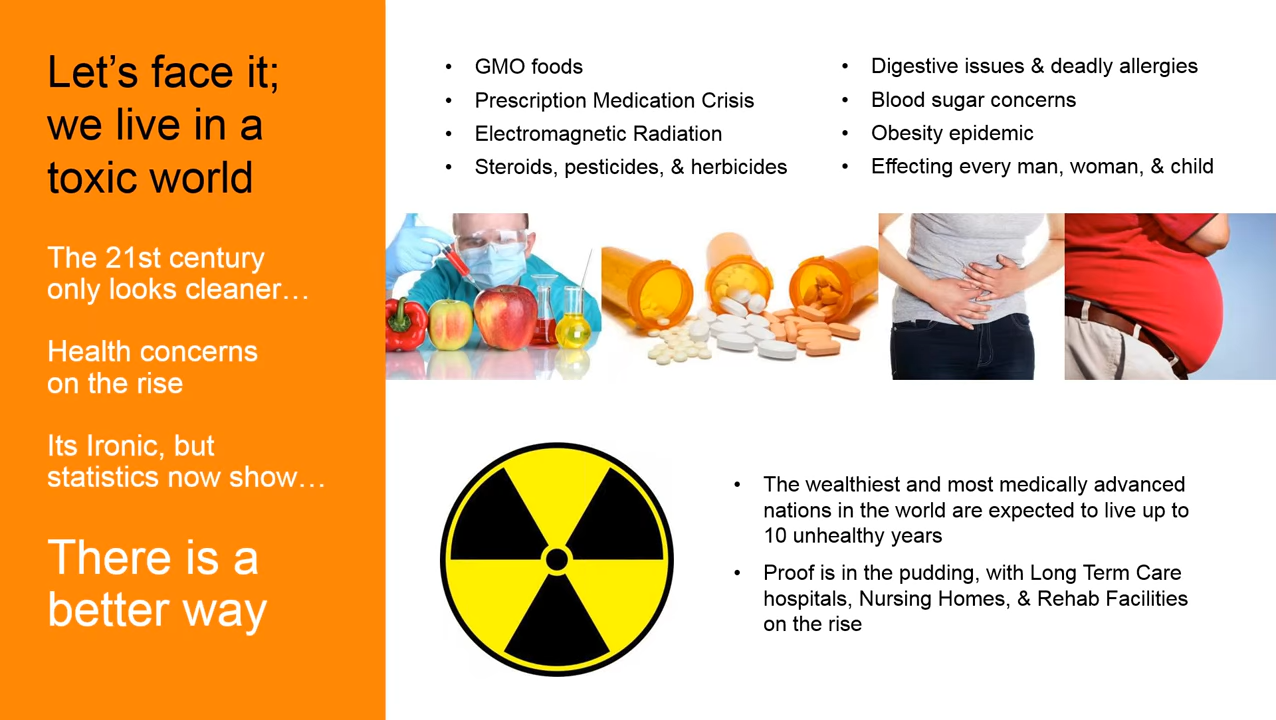 Let's face it;
we live in a
toxic world
The 21st century
only looks cleaner…
Health concerns
on the rise
Its Ironic, but
statistics now show…
There is a
better way
• GMO foods
• Prescription Medication Crisis
• Electromagnetic Radiation
• Steroids, pesticides, & herbicides
• Digestive issues & deadly allergies
• Blood sugar concerns
• Obesity epidemic
• Effecting every man, woman, & child
• The wealthiest and most medically advanced
nations in the world are expected to live up to
10 unhealthy years
• Proof is in the pudding, with Long Term Care
hospitals, Nursing Homes, & Rehab Facilities
on the rise